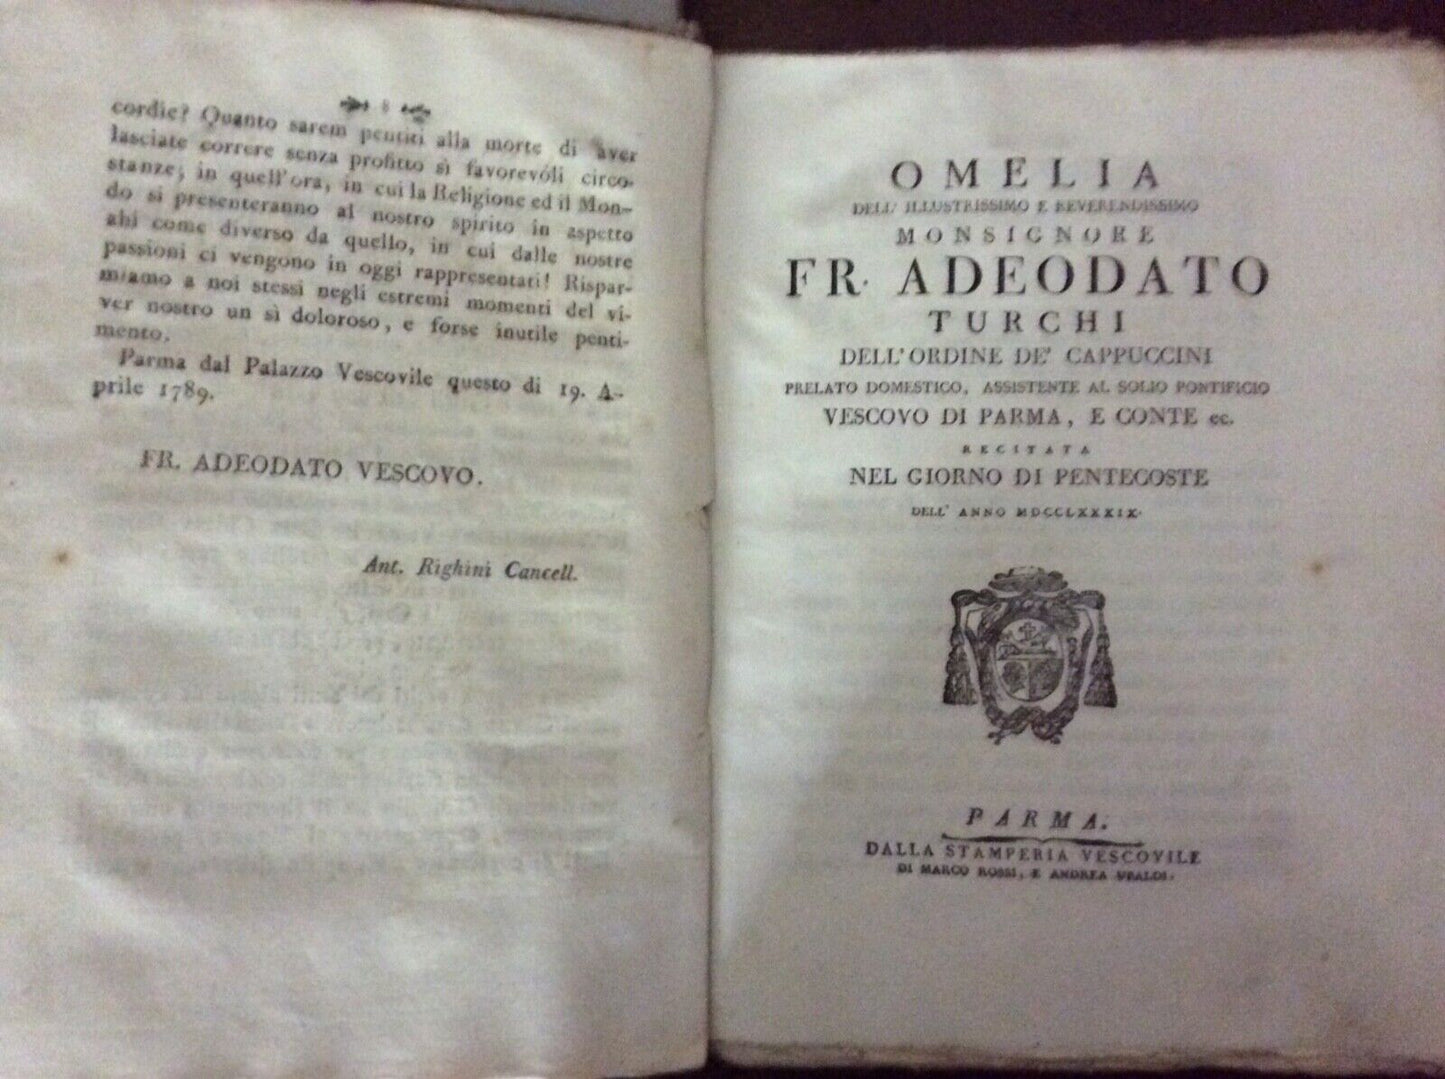 8
cordie? Quanto sarem pentiti alla morte di aver
lasciate correre senza profitto sì favorevoli circo-
stanze; in quell'ora, in cui la Religione ed il Mon-
do si presenteranno al nostro spirito in aspetto
ahi come diverso da quello, in cui dalle nostre
passioni ci vengono in oggi rappresentati! Rispar-
miamo a noi stessi negli estremi momenti del vi-
ver nostro un sì doloroso, e forse inutile penti-
mento.
Parma dal Palazzo Vescovile questo dì 19. A-
prile 1789.
FR. ADEODATO VESCOVO.
Ant. Righini Cancell.
OMELIA
DELL' ILLUSTRISSIMO E REVERENDISSIMO
MONSIGNORE
FR. ADEODATO
TURCHI
DELL'ORDINE DE' CAPPUCCINI
PRELATO DOMESTICO, ASSISTENTE AL SOLIO PONTIFICIO
VESCOVO DI PARMA, E CONTE ec.
RECITATA
NEL GIORNO DI PENTECOSTE
DELL' ANNO MDCCLXXXIX.
PARMA.
DALLA STAMPERIA VESCOVILE
DI MARCO ROSSI, E ANDREA UBALDI.